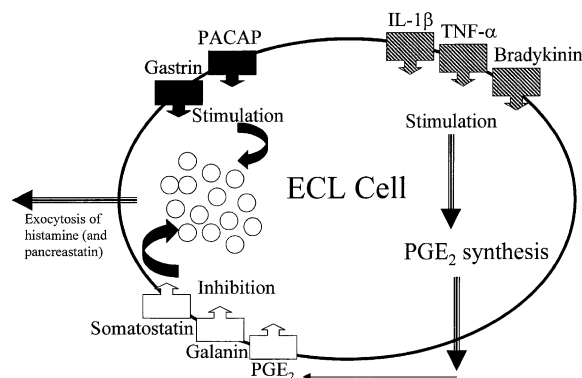 IL-1β
TNF-α
Bradykinin
PACAP
Gastrin
Stimulation
Stimulation
ECL Cell
Exocytosis of
histamine (and
pancreastatin)
PGE₂ synthesis
Inhibition
Somatostatin
Galanin
PGE₂